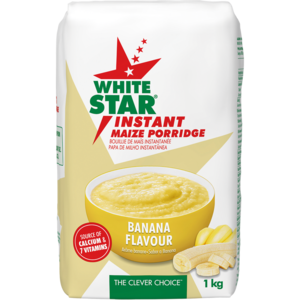 WHITE
STAR®
INSTANT
MAIZE PORRIDGE
BOUILLIE DE MAÏS INSTANTANÉE
PAPA DE MILHO INSTANTÂNEA
BANANA
FLAVOUR
SOURCE OF
CALCIUM &
7 VITAMINS
THE CLEVER CHOICE®
1 kg